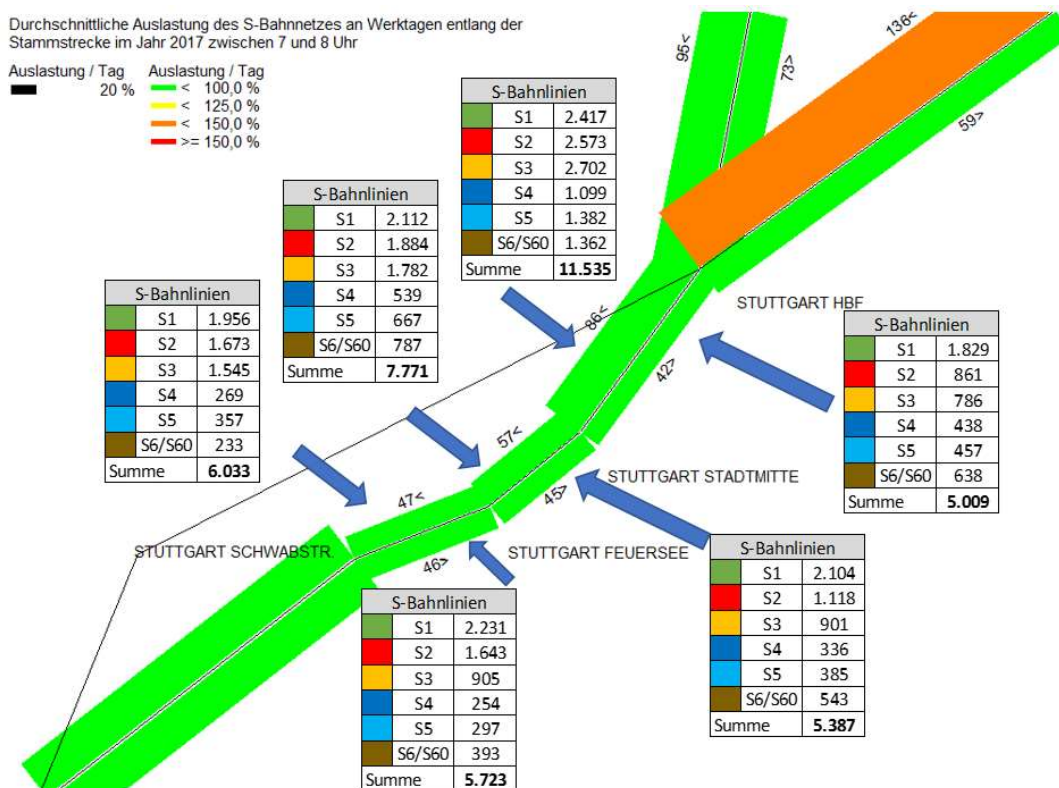 Durchschnittliche Auslastung des S-Bahnnetzes an Werktagen entlang der
Stammstrecke im Jahr 2017 zwischen 7 und 8 Uhr
Auslastung / Tag
20 %
Auslastung / Tag
< 100,0 %
< 125,0 %
< 150,0 %
>= 150,0 %
95<
73>
136<
59>
S-Bahnlinien
S1 2.417
S2 2.573
S3 2.702
S4 1.099
S5 1.382
S6/S60 1.362
Summe 11.535
S-Bahnlinien
S1 2.112
S2 1.884
S3 1.782
S4 539
S5 667
S6/S60 787
Summe 7.771
S-Bahnlinien
S1 1.956
S2 1.673
S3 1.545
S4 269
S5 357
S6/S60 233
Summe 6.033
STUTTGART HBF
86<
42>
S-Bahnlinien
S1 1.829
S2 861
S3 786
S4 438
S5 457
S6/S60 638
Summe 5.009
57<
45>
STUTTGART STADTMITTE
47<
46>
STUTTGART SCHWABSTR.
STUTTGART FEUERSEE
S-Bahnlinien
S1 2.104
S2 1.118
S3 901
S4 336
S5 385
S6/S60 543
Summe 5.387
S-Bahnlinien
S1 2.231
S2 1.643
S3 905
S4 254
S5 297
S6/S60 393
Summe 5.723